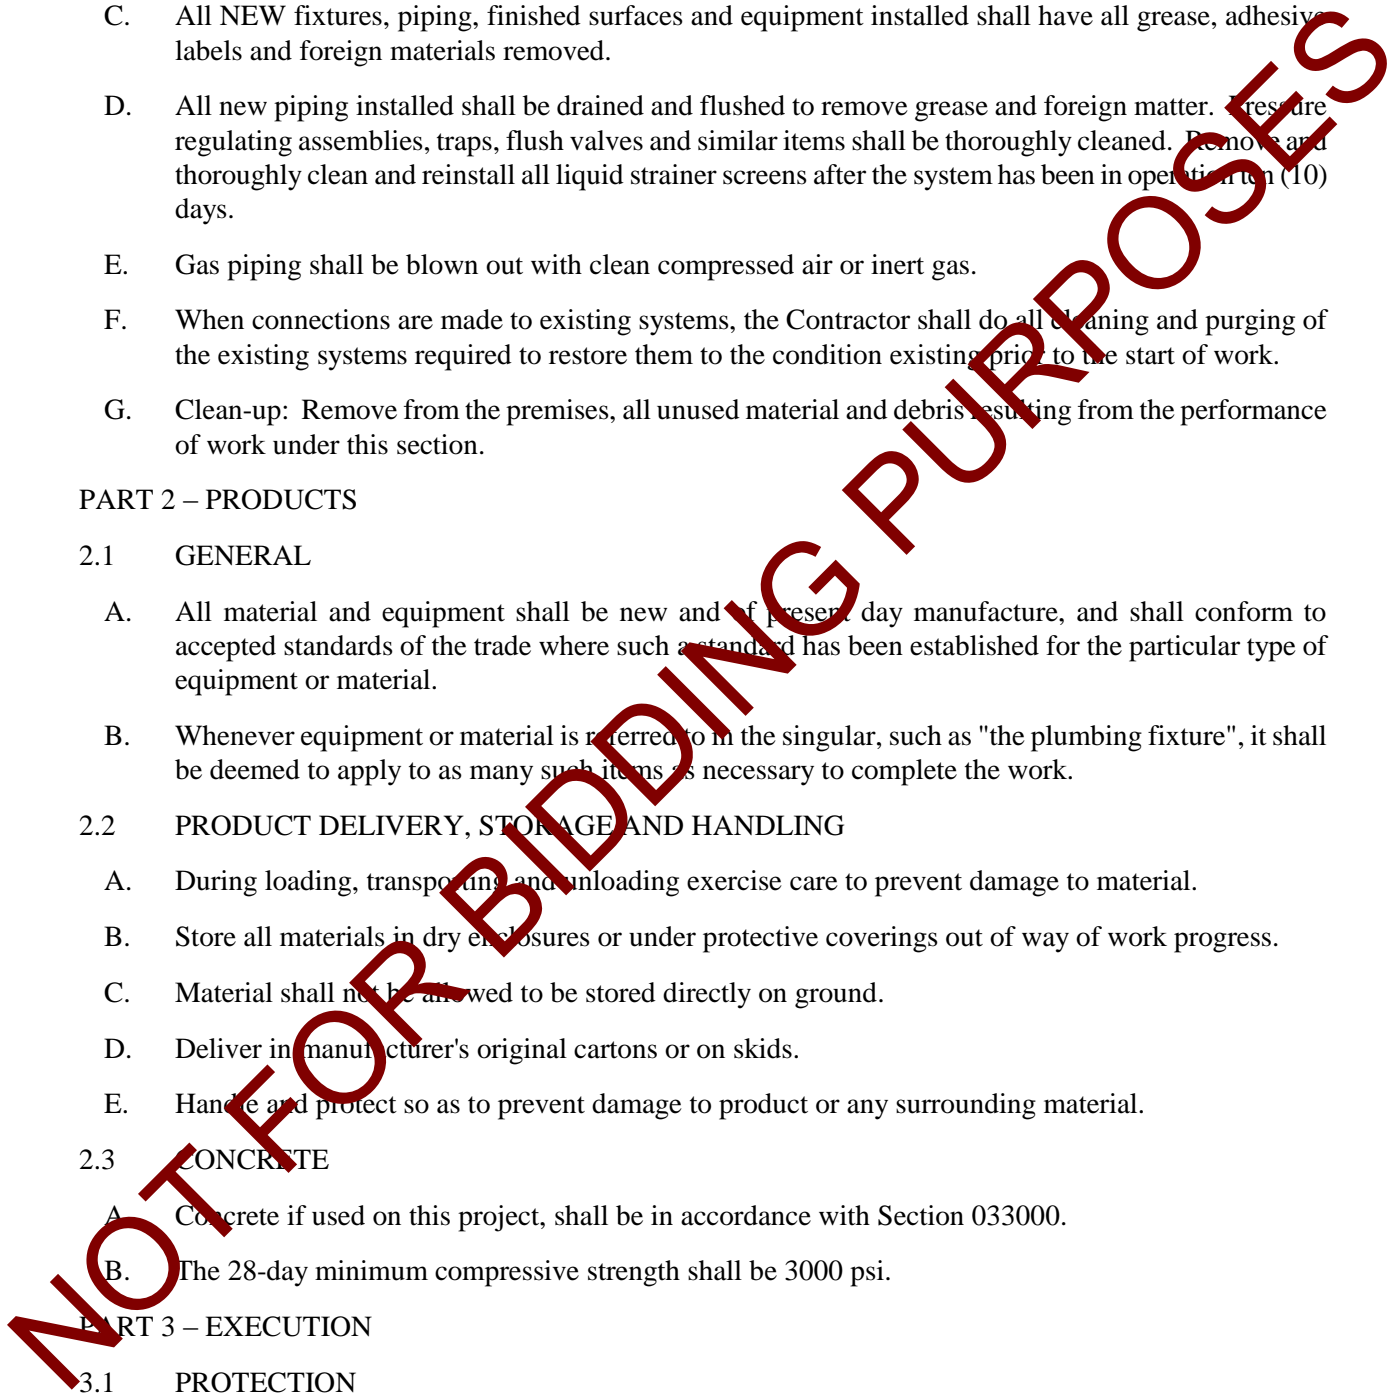 C. All NEW fixtures, piping, finished surfaces and equipment installed shall have all grease, adhesive
labels and foreign materials removed.
D. All new piping installed shall be drained and flushed to remove grease and foreign matter. Pressure
regulating assemblies, traps, flush valves and similar items shall be thoroughly cleaned. Remove and
thoroughly clean and reinstall all liquid strainer screens after the system has been in operation ten (10)
days.
E. Gas piping shall be blown out with clean compressed air or inert gas.
F. When connections are made to existing systems, the Contractor shall do all cleaning and purging of
the existing systems required to restore them to the condition existing prior to the start of work.
G. Clean-up: Remove from the premises, all unused material and debris resulting from the performance
of work under this section.
PART 2 – PRODUCTS
2.1 GENERAL
A. All material and equipment shall be new and of present day manufacture, and shall conform to
accepted standards of the trade where such a standard has been established for the particular type of
equipment or material.
B. Whenever equipment or material is referred to in the singular, such as "the plumbing fixture", it shall
be deemed to apply to as many such items as necessary to complete the work.
2.2 PRODUCT DELIVERY, STORAGE AND HANDLING
A. During loading, transporting and unloading exercise care to prevent damage to material.
B. Store all materials in dry enclosures or under protective coverings out of way of work progress.
C. Material shall not be allowed to be stored directly on ground.
D. Deliver in manufacturer's original cartons or on skids.
E. Handle and protect so as to prevent damage to product or any surrounding material.
2.3 CONCRETE
A. Concrete if used on this project, shall be in accordance with Section 033000.
B. The 28-day minimum compressive strength shall be 3000 psi.
PART 3 – EXECUTION
3.1 PROTECTION
NOT FOR BIDDING PURPOSES